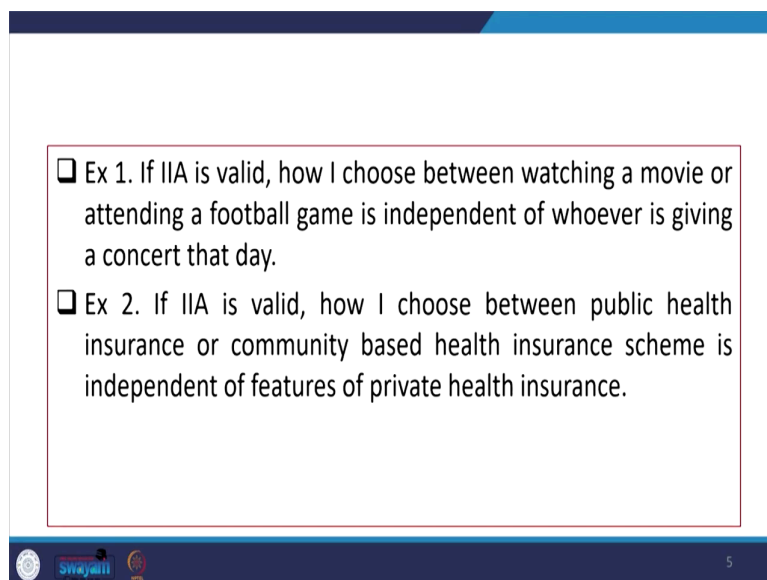 ❑ Ex 1. If IIA is valid, how I choose between watching a movie or
attending a football game is independent of whoever is giving
a concert that day.
❑ Ex 2. If IIA is valid, how I choose between public health
insurance or community based health insurance scheme is
independent of features of private health insurance.
swayam
5